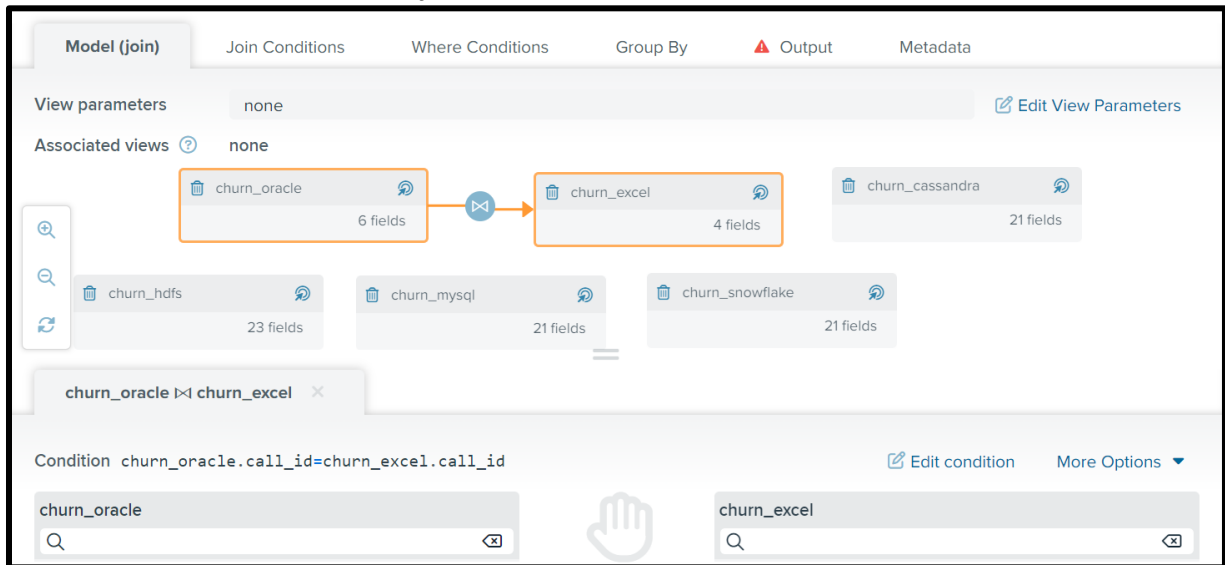 Model (join) Join Conditions Where Conditions Group By Output Metadata
View parameters none Edit View Parameters
Associated views ? none
churn_oracle churn_excel churn_cassandra
6 fields 4 fields 21 fields
churn_hdfs churn_mysql churn_snowflake
23 fields 21 fields 21 fields
churn_oracle ⋈ churn_excel ×
Condition churn_oracle.call_id=churn_excel.call_id Edit condition More Options
churn_oracle churn_excel